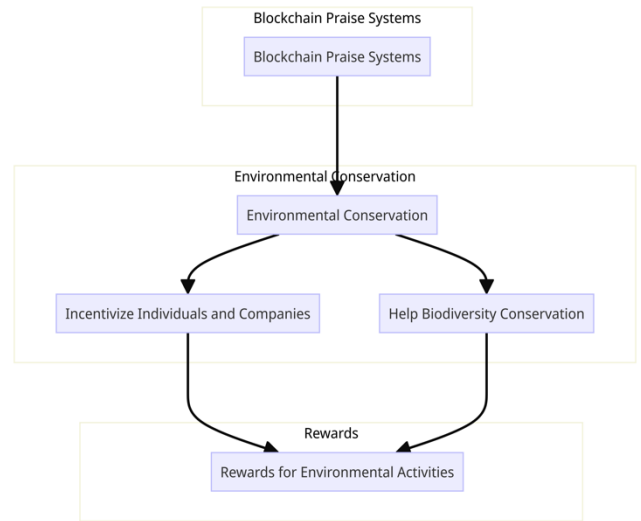 Blockchain Praise Systems
Blockchain Praise Systems
Environmental Conservation
Environmental Conservation
Incentivize Individuals and Companies
Help Biodiversity Conservation
Rewards
Rewards for Environmental Activities